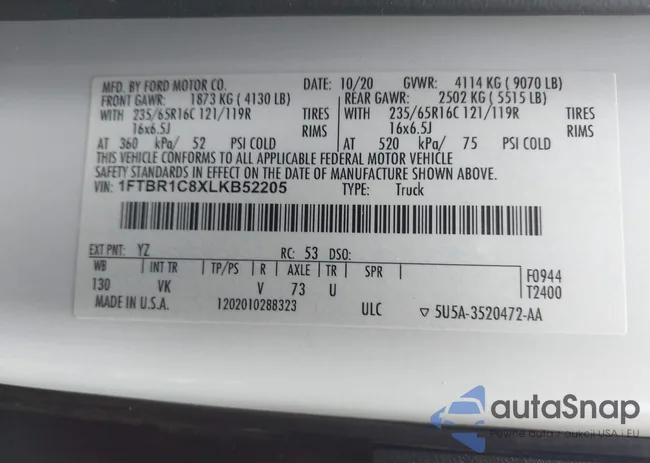 MFD. BY FORD MOTOR CO. DATE: 10/20 GVWR: 4114 KG ( 9070 LB)
FRONT GAWR: 1873 KG ( 4130 LB) REAR GAWR: 2502 KG ( 5515 LB)
WITH 235/65R16C 121/119R TIRES WITH 235/65R16C 121/119R TIRES
16x6.5J RIMS 16x6.5J RIMS
AT 360 kPa/ 52 PSI COLD AT 520 kPa/ 75 PSI COLD
THIS VEHICLE CONFORMS TO ALL APPLICABLE FEDERAL MOTOR VEHICLE
SAFETY STANDARDS IN EFFECT ON THE DATE OF MANUFACTURE SHOWN ABOVE.
VIN: 1FTBR1C8XLKB52205 TYPE: Truck
EXT PNT: YZ RC: 53 DSO:
WB INT TR TP/PS R AXLE TR SPR F0944
130 VK V 73 U T2400
MADE IN U.S.A. 1202010288323 ULC ▽ 5U5A-3520472-AA
autaSnap
Pewne auta z aukcji USA i EU